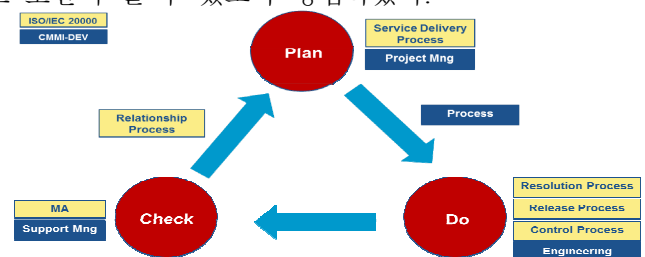 ISO/IEC 20000
CMMI-DEV
Plan
Service Delivery
Process
Project Mng
Relationship
Process
Process
MA
Support Mng
Check
Do
Resolution Process
Release Process
Control Process
Engineering